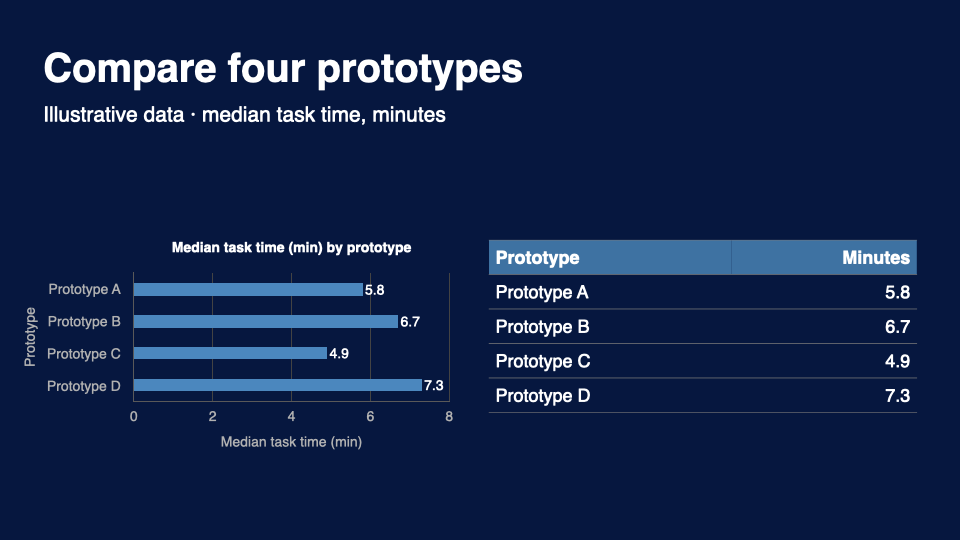 Compare four prototypes
Illustrative data · median task time, minutes
Median task time (min) by prototype
Prototype
Prototype A
5.8
Prototype B
6.7
Prototype C
4.9
Prototype D
7.3
0 2 4 6 8
Median task time (min)
Prototype Minutes
Prototype A 5.8
Prototype B 6.7
Prototype C 4.9
Prototype D 7.3